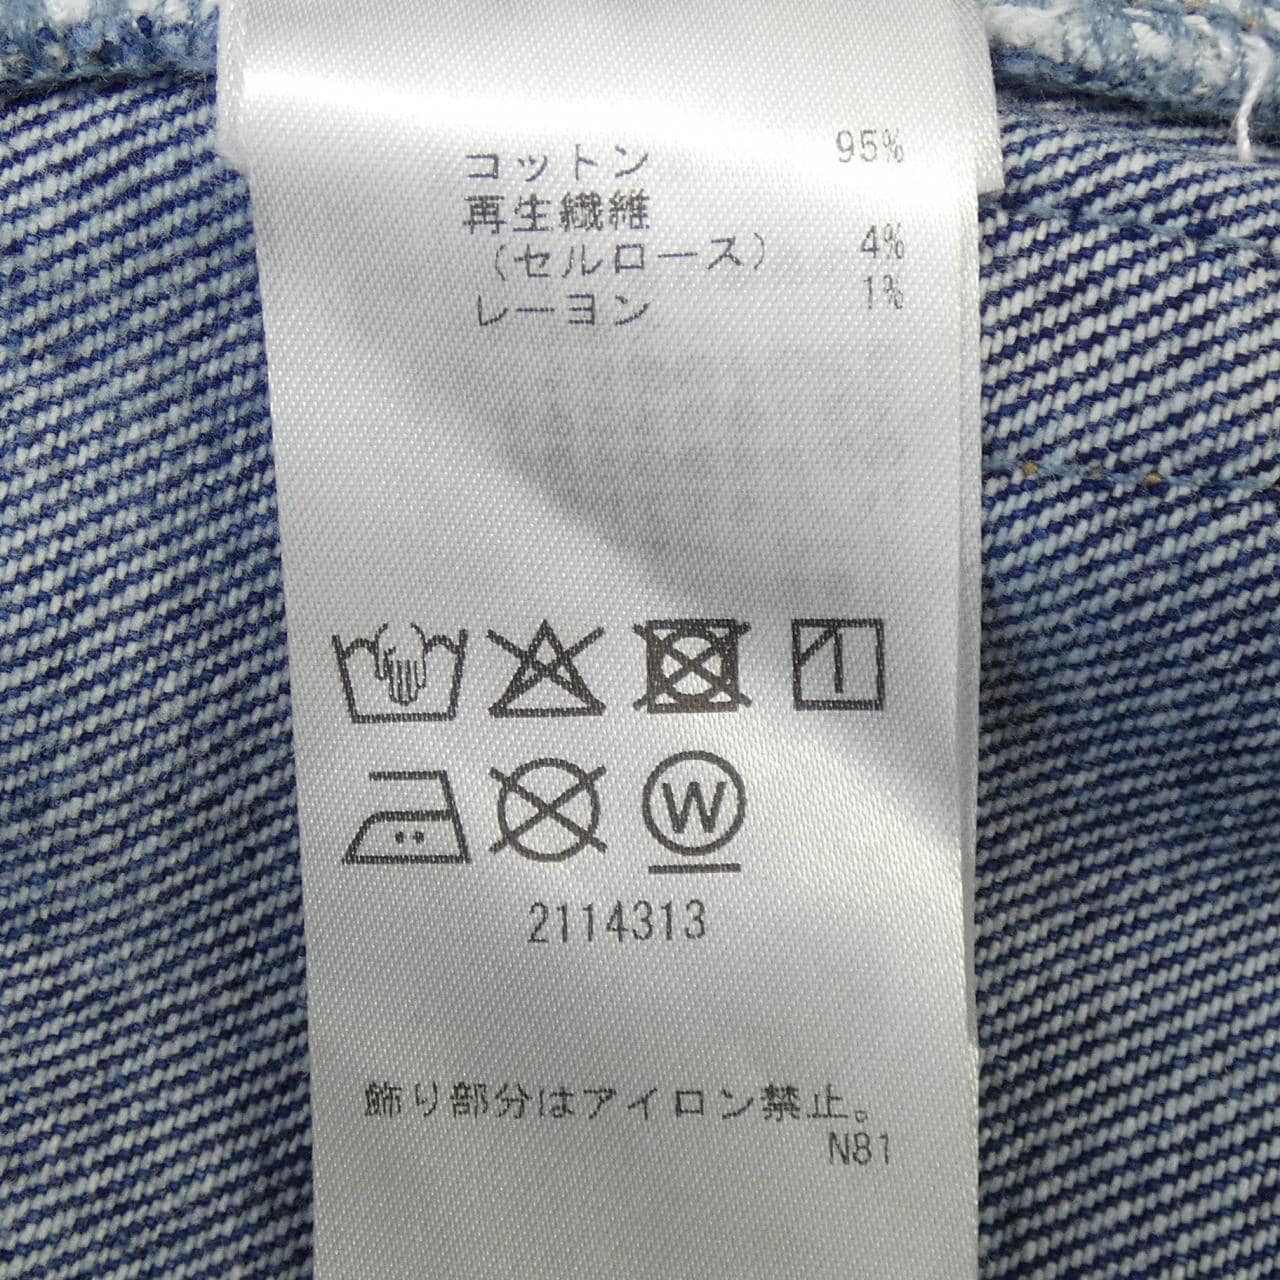 コットン 95%
再生繊維
（セルロース） 4%
レーヨン 1%
W
2114313
飾り部分はアイロン禁止。
N81